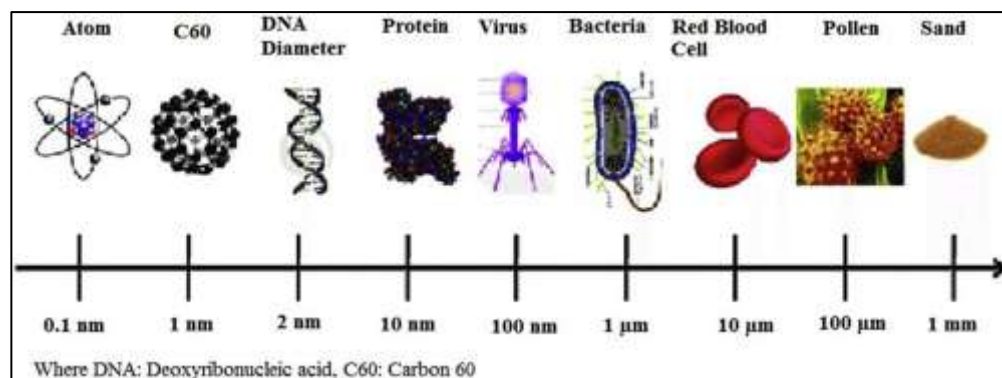 Atom C60 DNA Diameter Protein Virus Bacteria Red Blood Cell Pollen Sand
0.1 nm 1 nm 2 nm 10 nm 100 nm 1 μm 10 μm 100 μm 1 mm
Where DNA: Deoxyribonucleic acid, C60: Carbon 60